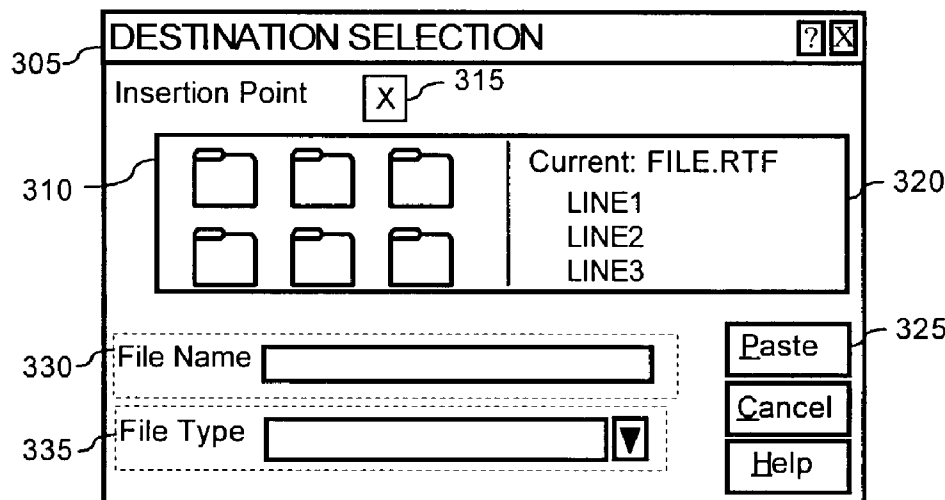 DESTINATION SELECTION ? X
305
Insertion Point X 315
310
Current: FILE.RTF
320
LINE1
LINE2
LINE3
330 File Name
Paste 325
335 File Type
Cancel
Help